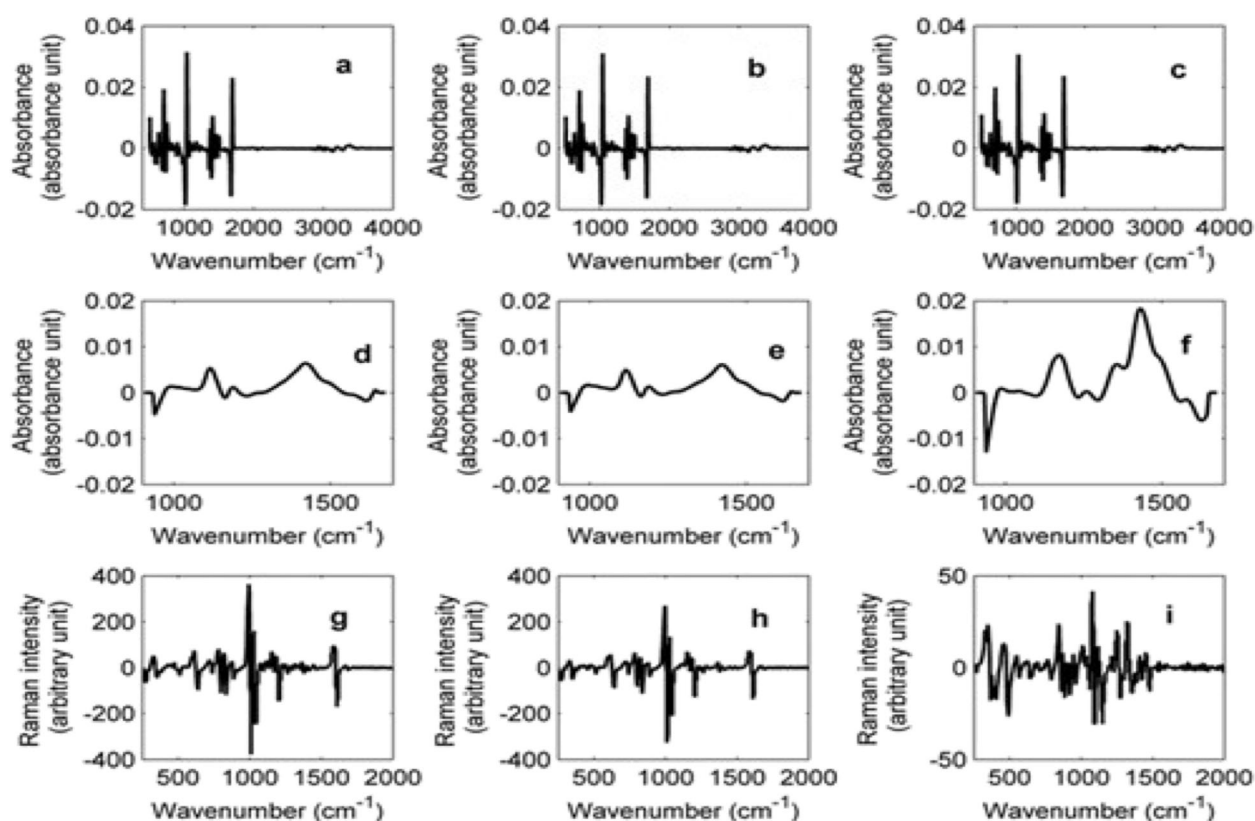 0.04
0.02
0
-0.02
Absorbance
(absorbance unit)
a
1000 2000 3000 4000
Wavenumber (cm⁻¹)
0.04
0.02
0
-0.02
Absorbance
(absorbance unit)
b
1000 2000 3000 4000
Wavenumber (cm⁻¹)
0.04
0.02
0
-0.02
Absorbance
(absorbance unit)
c
1000 2000 3000 4000
Wavenumber (cm⁻¹)
0.02
0.01
0
-0.01
-0.02
Absorbance
(absorbance unit)
d
1000 1500
Wavenumber (cm⁻¹)
0.02
0.01
0
-0.01
-0.02
Absorbance
(absorbance unit)
e
1000 1500
Wavenumber (cm⁻¹)
0.02
0.01
0
-0.01
-0.02
Absorbance
(absorbance unit)
f
1000 1500
Wavenumber (cm⁻¹)
400
200
0
-200
-400
Raman intensity
(arbitrary unit)
g
500 1000 1500 2000
Wavenumber (cm⁻¹)
400
200
0
-200
-400
Raman intensity
(arbitrary unit)
h
500 1000 1500 2000
Wavenumber (cm⁻¹)
50
0
-50
Raman intensity
(arbitrary unit)
i
500 1000 1500 2000
Wavenumber (cm⁻¹)